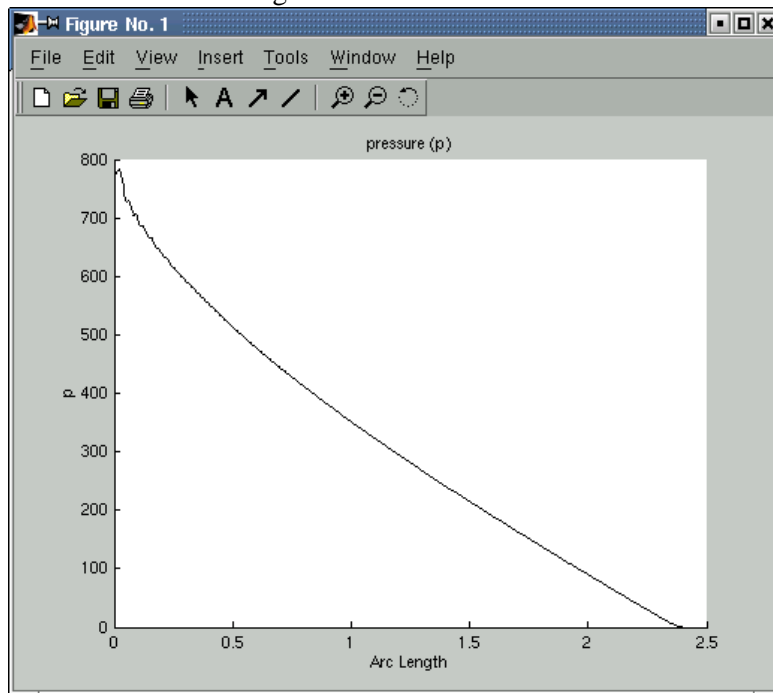 Figure No. 1
File Edit View Insert Tools Window Help
A
pressure (p)
800
700
600
500
p 400
300
200
100
0
0 0.5 1 1.5 2 2.5
Arc Length